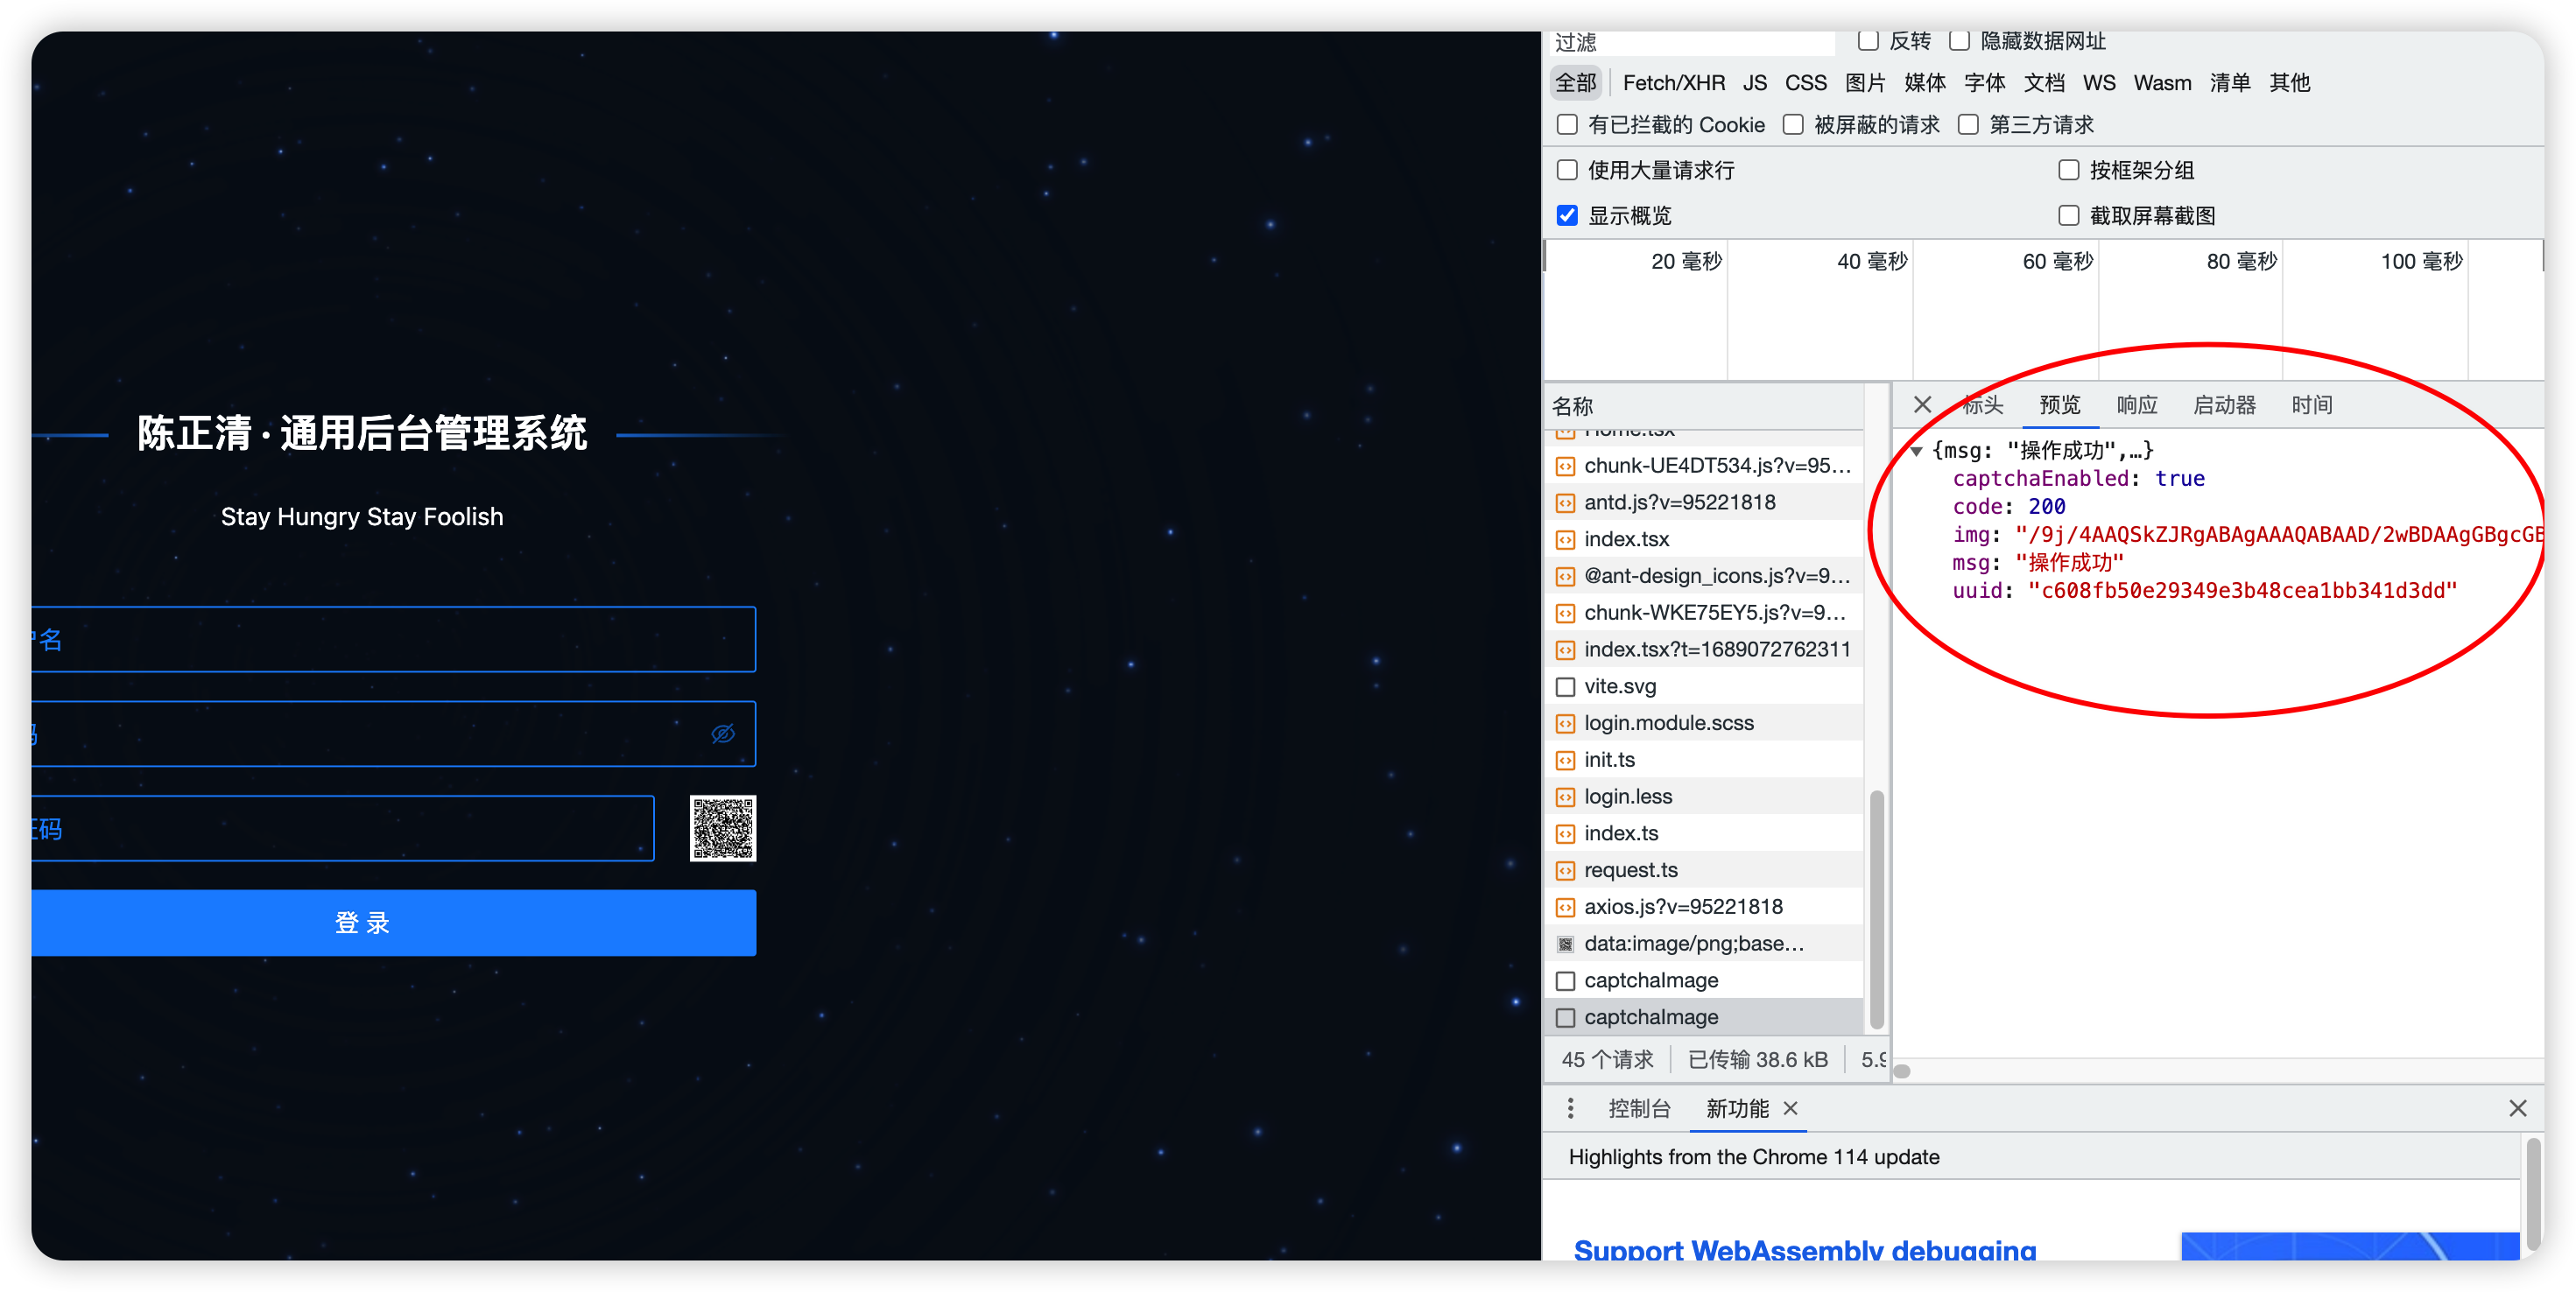 陈正清·通用后台管理系统
Stay Hungry Stay Foolish
户名
码
证码
登 录
过滤
反转
隐藏数据网址
全部
Fetch/XHR
JS
CSS
图片
媒体
字体
文档
WS
Wasm
清单
其他
有已拦截的 Cookie
被屏蔽的请求
第三方请求
使用大量请求行
按框架分组
显示概览
截取屏幕截图
20 毫秒
40 毫秒
60 毫秒
80 毫秒
100 毫秒
名称
Home.tsx
chunk-UE4DT534.js?v=95…
antd.js?v=95221818
index.tsx
@ant-design_icons.js?v=9…
chunk-WKE75EY5.js?v=9…
index.tsx?t=1689072762311
vite.svg
login.module.scss
init.ts
login.less
index.ts
request.ts
axios.js?v=95221818
data:image/png;base…
captchaImage
captchaImage
45 个请求
已传输 38.6 kB
5.9
标头
预览
响应
启动器
时间
{msg: "操作成功",…}
captchaEnabled: true
code: 200
img: "/9j/4AAQSkZJRgABAgAAAQABAAD/2wBDAAgGBgcGB
msg: "操作成功"
uuid: "c608fb50e29349e3b48cea1bb341d3dd"
控制台
新功能
Highlights from the Chrome 114 update
Support WebAssembly debugging